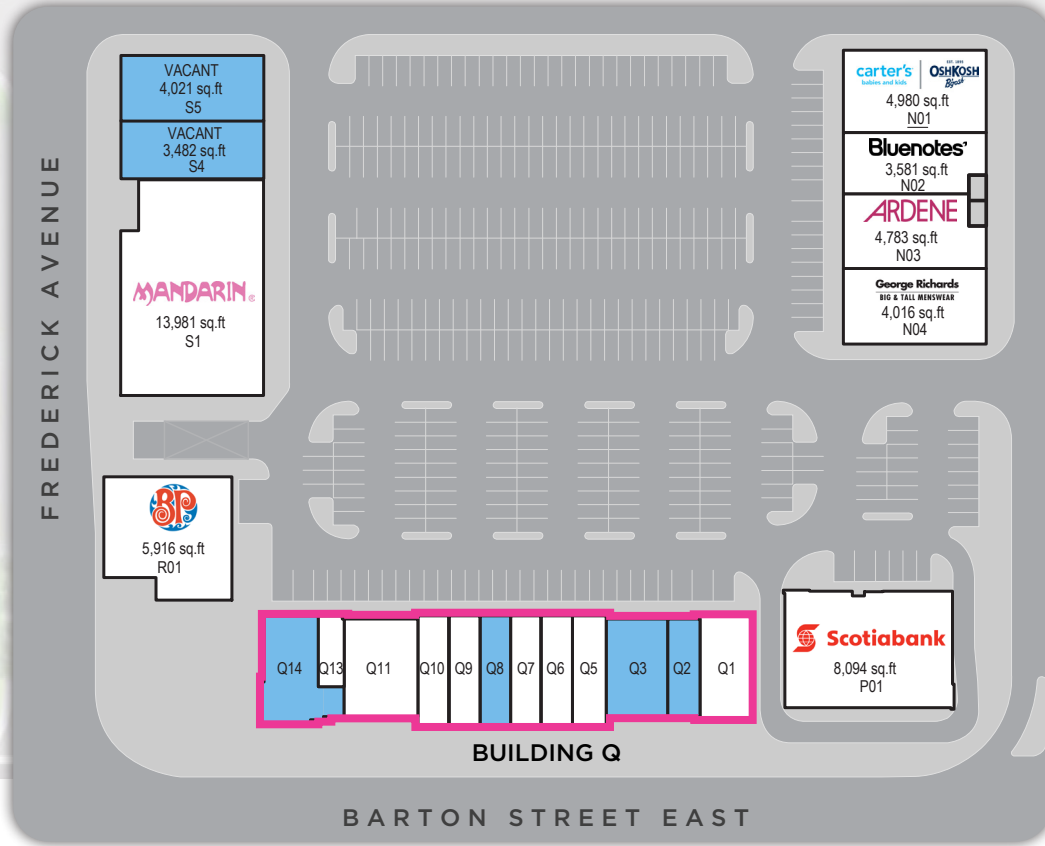 FREDERICK AVENUE
VACANT
4,021 sq.ft
S5
VACANT
3,482 sq.ft
S4
MANDARIN®
13,981 sq.ft
S1
BP
5,916 sq.ft
R01
carter's
babies and kids
EST. 1895
OSHKOSH
B'gosh
4,980 sq.ft
N01
Bluenotes
3,581 sq.ft
N02
ARDENE
4,783 sq.ft
N03
George Richards
BIG & TALL MENSWEAR
4,016 sq.ft
N04
Scotiabank
8,094 sq.ft
P01
Q14
Q13
Q11
Q10
Q9
Q8
Q7
Q6
Q5
Q3
Q2
Q1
BUILDING Q
BARTON STREET EAST